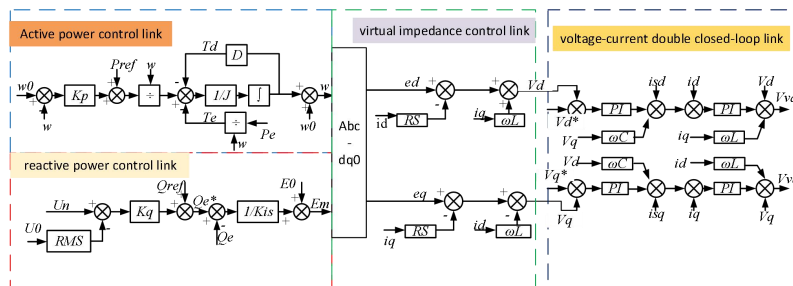 Active power control link
virtual impedance control link
voltage-current double closed-loop link
Pref
w
Td
D
w0
Kp
÷
1/J
∫
w
w
Te
÷
Pe
w
w0
reactive power control link
Qref
Un
Kq
Qe*
1/Kis
E0
Em
U0
RMS
Qe
Abc
-
dq0
ed
id
RS
iq
ωL
Vd
eq
iq
RS
id
ωL
isd
id
Vd
Vd*
PI
PI
Vq
ωC
iq
ωL
Vd
ωC
id
ωL
Vq*
PI
PI
isq
iq
Vq